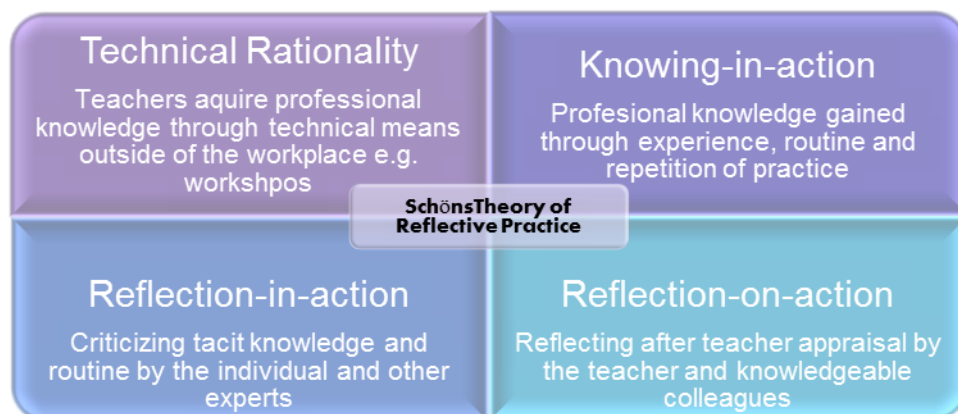 Technical Rationality
Teachers aquire professional
knowledge through technical means
outside of the workplace e.g.
workshpos
Knowing-in-action
Profesional knowledge gained
through experience, routine and
repetition of practice
SchönsTheory of
Reflective Practice
Reflection-in-action
Criticizing tacit knowledge and
routine by the individual and other
experts
Reflection-on-action
Reflecting after teacher appraisal by
the teacher and knowledgeable
colleagues